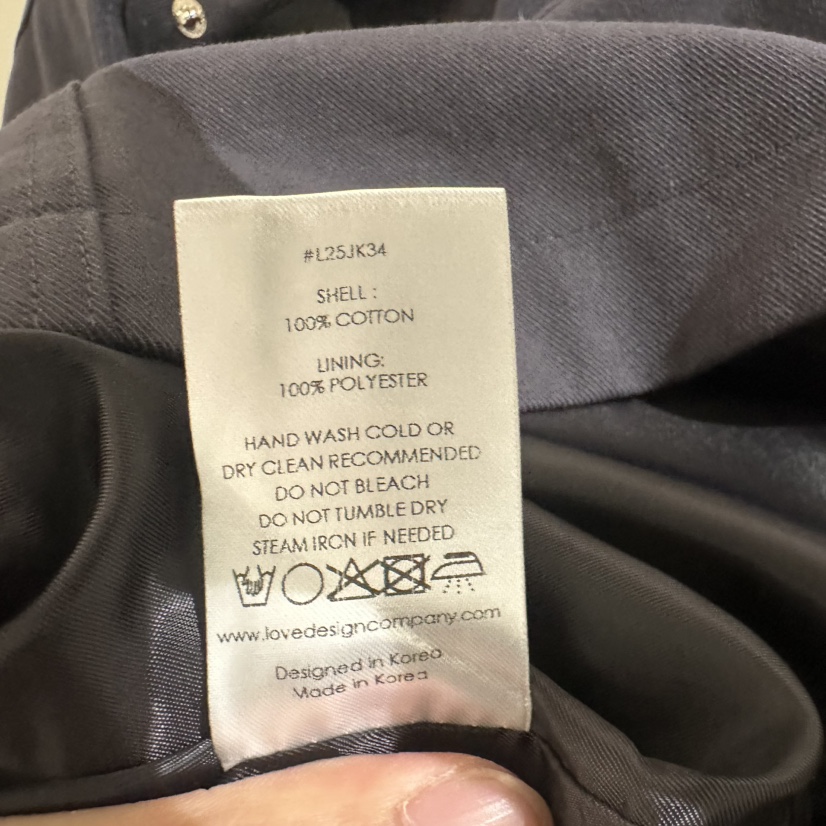 #L25JK34
SHELL :
100% COTTON
LINING:
100% POLYESTER
HAND WASH COLD OR
DRY CLEAN RECOMMENDED
DO NOT BLEACH
DO NOT TUMBLE DRY
STEAM IRON IF NEEDED
www.lovedesigncompany.com
Designed in Korea
Made in Korea